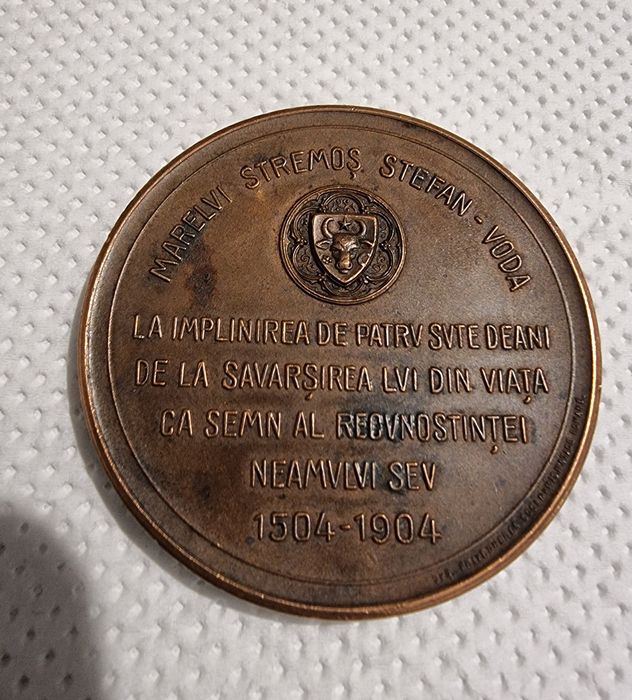 MARELVI STREMOȘ STEFAN - VODA
LA IMPLINIREA DE PATRV SVTE DE ANI
DE LA SAVARȘIREA LVI DIN VIAȚA
CA SEMN AL RECVNOSTINȚEI
NEAMVLVI SEV
1504-1904